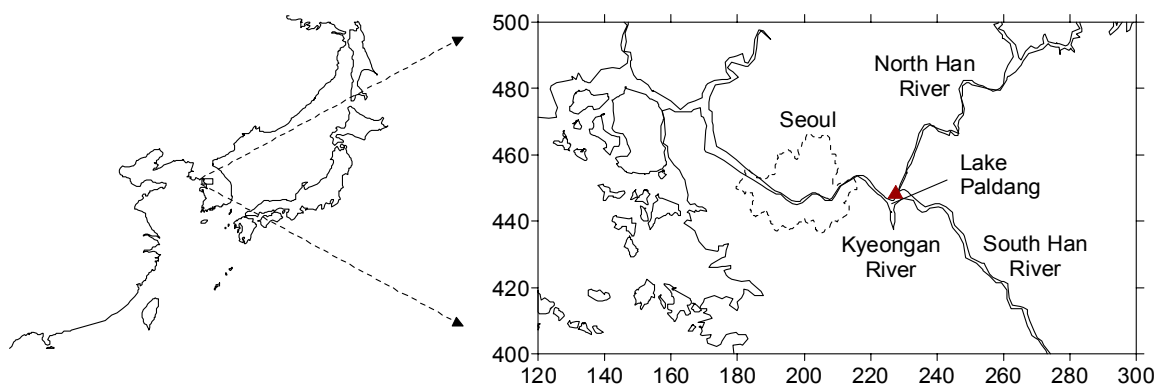 500
480
460
440
420
400
120 140 160 180 200 220 240 260 280 300
North Han
River
Seoul
Lake
Paldang
Kyeongan
River
South Han
River